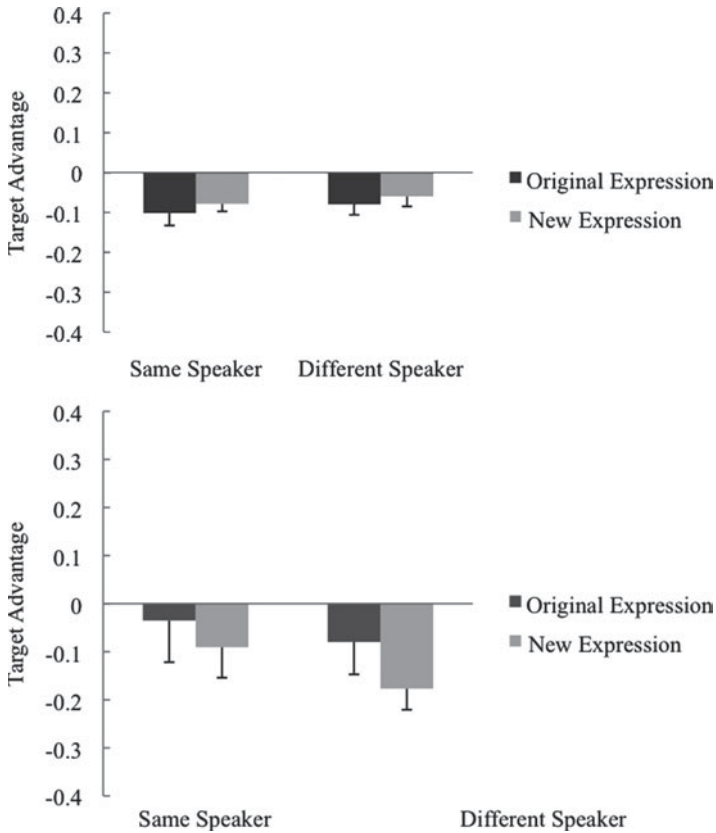 0.4
0.3
0.2
0.1
0
-0.1
-0.2
-0.3
-0.4
Target Advantage
Same Speaker
Different Speaker
Original Expression
New Expression
0.4
0.3
0.2
0.1
0
-0.1
-0.2
-0.3
-0.4
Target Advantage
Same Speaker
Different Speaker
Original Expression
New Expression